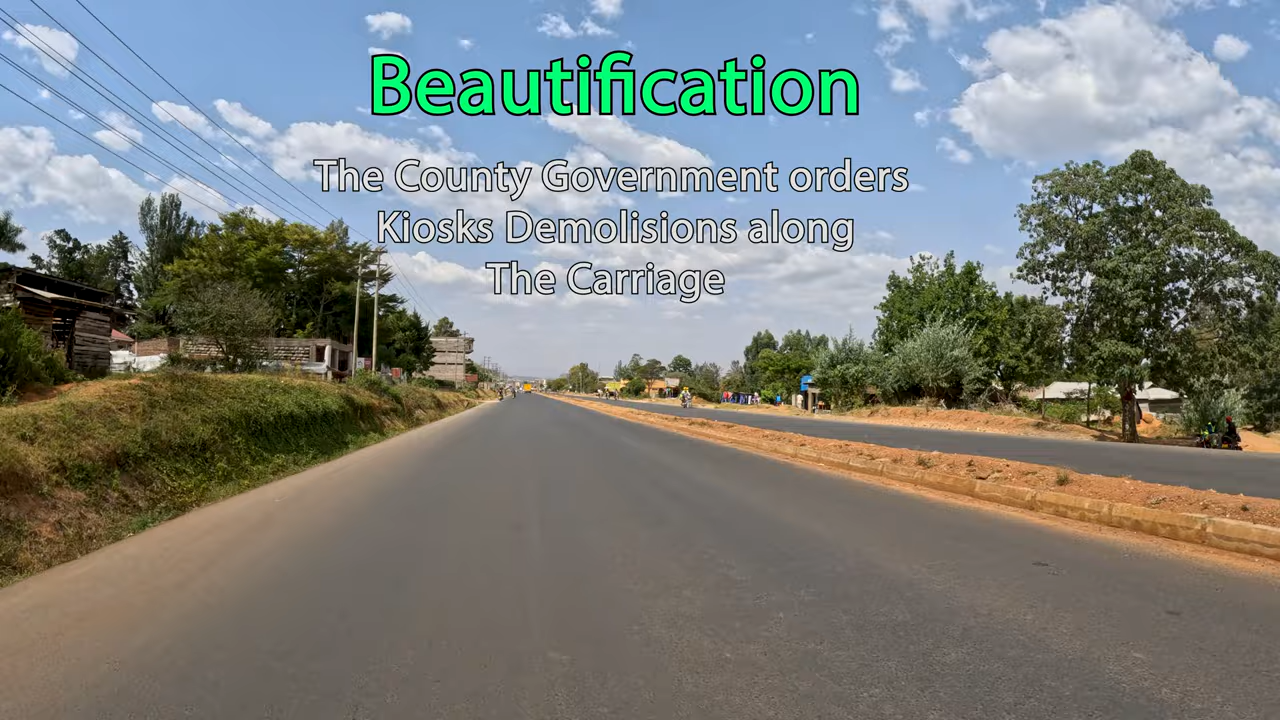 Beautification
The County Government orders
Kiosks Demolisions along
The Carriage